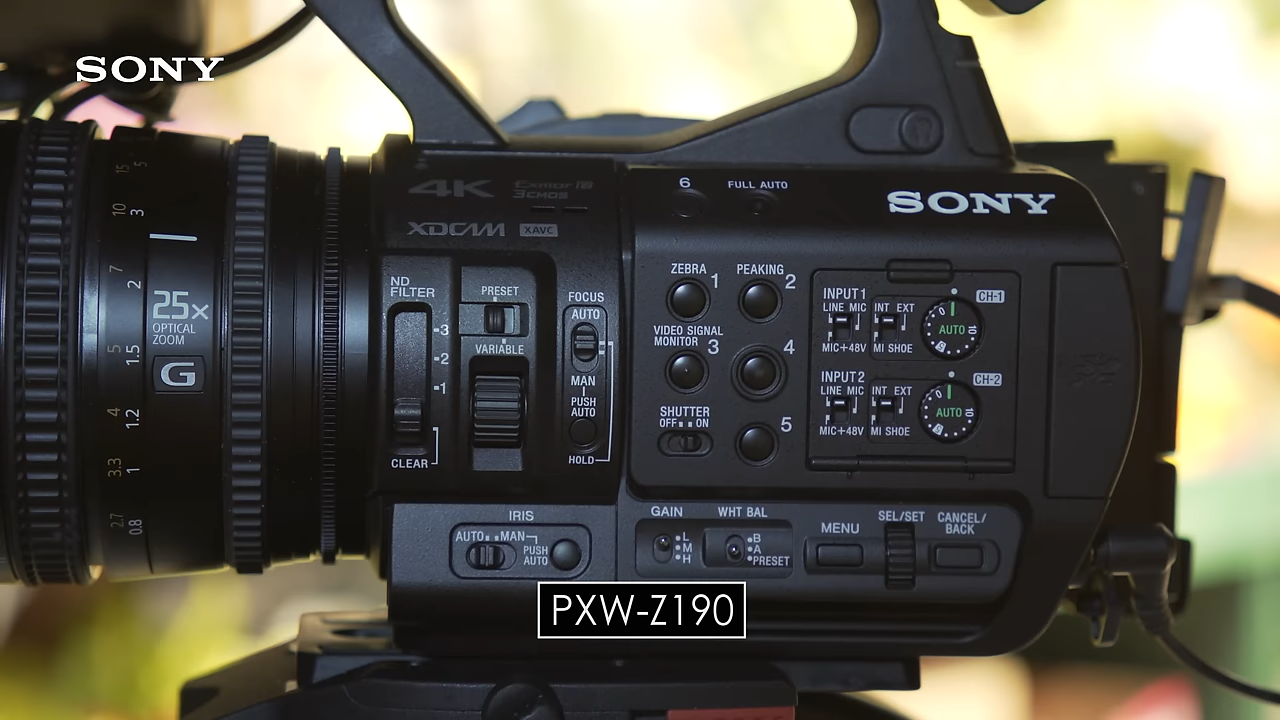 SONY
4K Exmor R
3CMOS
XDCAM XAVC
15 5
10 3
7 2
5 1.5
4 1.2
3.3 1
2.7 0.8
25x
OPTICAL
ZOOM
G
ND
FILTER
3
2
1
CLEAR
PRESET
VARIABLE
FOCUS
AUTO
MAN
PUSH
AUTO
HOLD
IRIS
AUTO MAN
PUSH
AUTO
6 FULL AUTO
SONY
ZEBRA 1 PEAKING 2
VIDEO SIGNAL
MONITOR 3 4
SHUTTER
OFF ON
5
INPUT1
LINE MIC INT EXT
MIC+48V MI SHOE
0 AUTO 10
CH-1
INPUT2
LINE MIC INT EXT
MIC+48V MI SHOE
0 AUTO 10
CH-2
GAIN
L
M
H
WHT BAL
B
A
PRESET
MENU
SEL/SET
CANCEL/
BACK
PXW-Z190